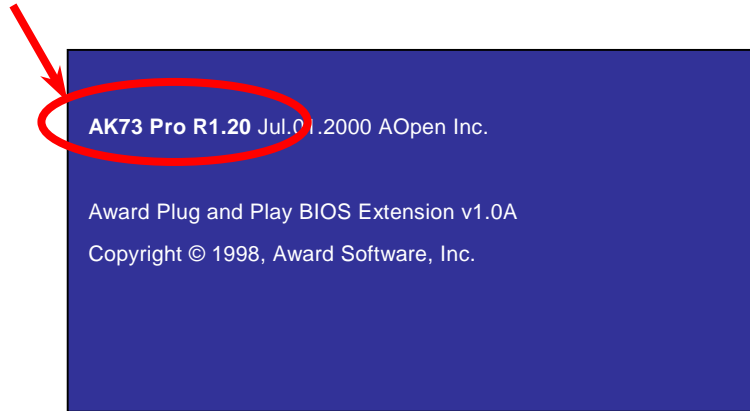 AK73 Pro R1.20 Jul.01.2000 AOpen Inc.
Award Plug and Play BIOS Extension v1.0A
Copyright © 1998, Award Software, Inc.